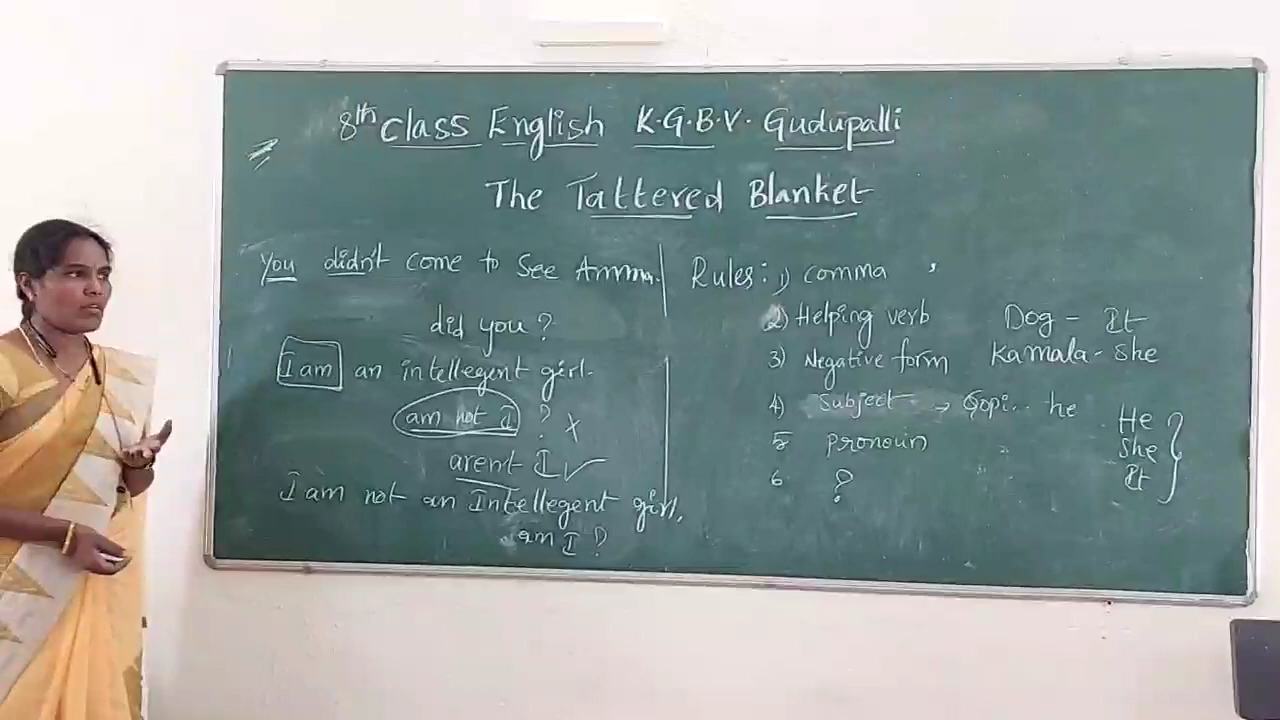 8th Class English K.G.B.V. Gudupalli
The Tattered Blanket
You didn't come to see Amma.
did you ?
I am an intellegent girl.
am not I ? X
arent I ✓
I am not an Intellegent girl,
am I ?
Rules : 1) comma ,
2) Helping verb
3) Negative form
4) Subject → Gopi.. he
5 pronoun
6. ?
Dog - It
Kamala - She
He
She
It